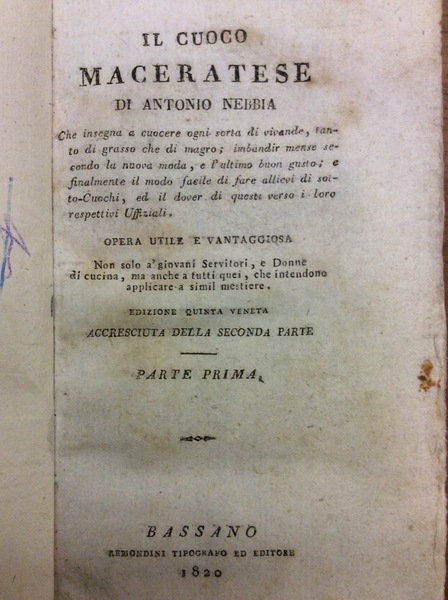 IL CUOCO
MACERATESE
DI ANTONIO NEBBIA
Che insegna a cuocere ogni sorta di vivande, tan-
to di grasso che di magro; imbandir mense se-
condo la nuova moda, e l'ultimo buon gusto; e
finalmente il modo facile di fare allievi di sot-
to-Cuochi, ed il dover di questi verso i loro
respettivi Uffiziali.
OPERA UTILE E VANTAGGIOSA
Non solo a' giovani Servitori, e Donne
di cucina, ma anche a tutti quei, che intendono
applicare a simil mestiere.
EDIZIONE QUINTA VENETA
ACCRESCIUTA DELLA SECONDA PARTE
PARTE PRIMA.
BASSANO
REMONDINI TIPOGRAFO ED EDITORE
1820